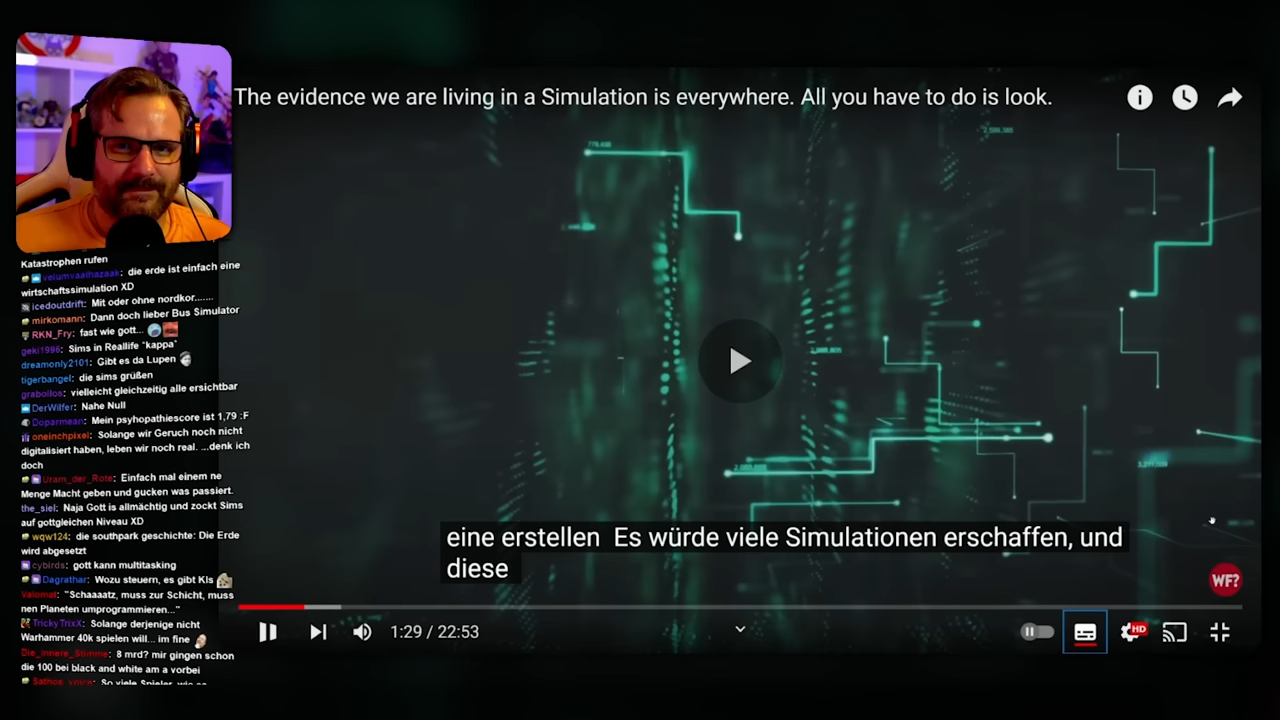 The evidence we are living in a Simulation is everywhere. All you have to do is look.
Katastrophen rufen
velumvaalhazaak: die erde ist einfach eine
wirtschaftssimulation XD
icedoutdrift: Mit oder ohne nordkor.......
mirkomann: Dann doch lieber Bus Simulator
RKN_Fry: fast wie gott...
geki1996: Sims in Reallife *kappa*
dreamonly2101: Gibt es da Lupen
tigerbangel: die sims grüßen
grabollos: vielleicht gleichzeitig alle ersichtbar
DerWilfer: Nahe Null
Doparmean: Mein psyhopathiescore ist 1,79 :F
oneinchpixel: Solange wir Geruch noch nicht
digitalisiert haben, leben wir noch real. ...denk ich
doch
Uram_der_Rote: Einfach mal einem ne
Menge Macht geben und gucken was passiert.
the_siel: Naja Gott is allmächtig und zockt Sims
auf gottgleichen Niveau XD
wqw124: die southpark geschichte: Die Erde
wird abgesetzt
cybirds: gott kann multitasking
Dagrathar: Wozu steuern, es gibt KIs
Valomat: "Schaaaatz, muss zur Schicht, muss
nen Planeten umprogrammieren..."
TrickyTrixX: Solange derjenige nicht
Warhammer 40k spielen will... im fine
Die_Innere_Stimme: 8 mrd? mir gingen schon
die 100 bei black and white am a vorbei
eine erstellen  Es würde viele Simulationen erschaffen, und
diese
WF?
1:29 / 22:53
HD